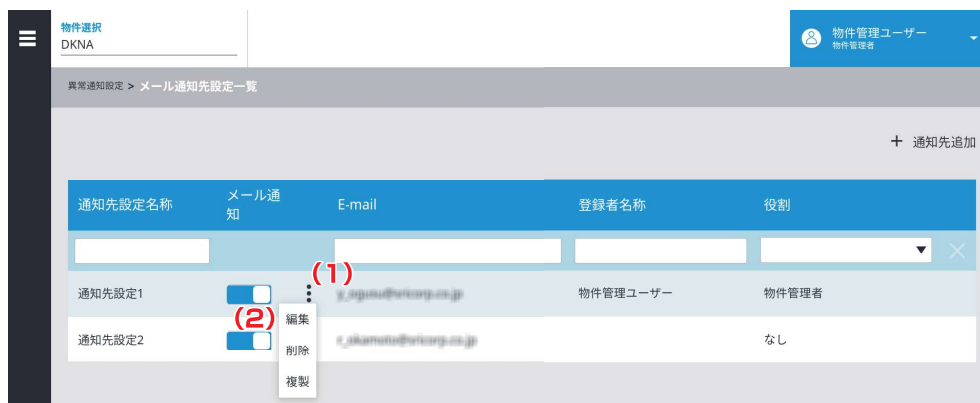 物件選択
DKNA
物件管理ユーザー
物件管理者
異常通知設定 > メール通知先設定一覧
+ 通知先追加
通知先設定名称
メール通
知
E-mail
登録者名称
役割
(1)
通知先設定1
物件管理ユーザー
物件管理者
(2)
編集
通知先設定2
なし
削除
複製